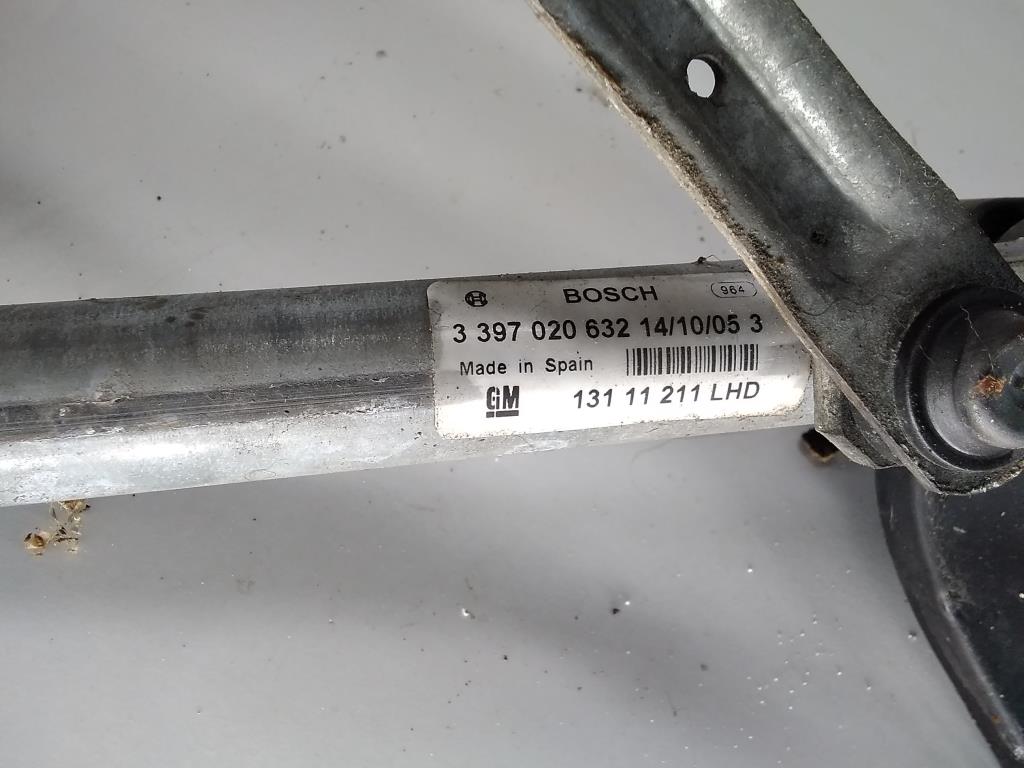 BOSCH 964
3 397 020 632 14/10/05 3
Made in Spain
GM 131 11 211 LHD